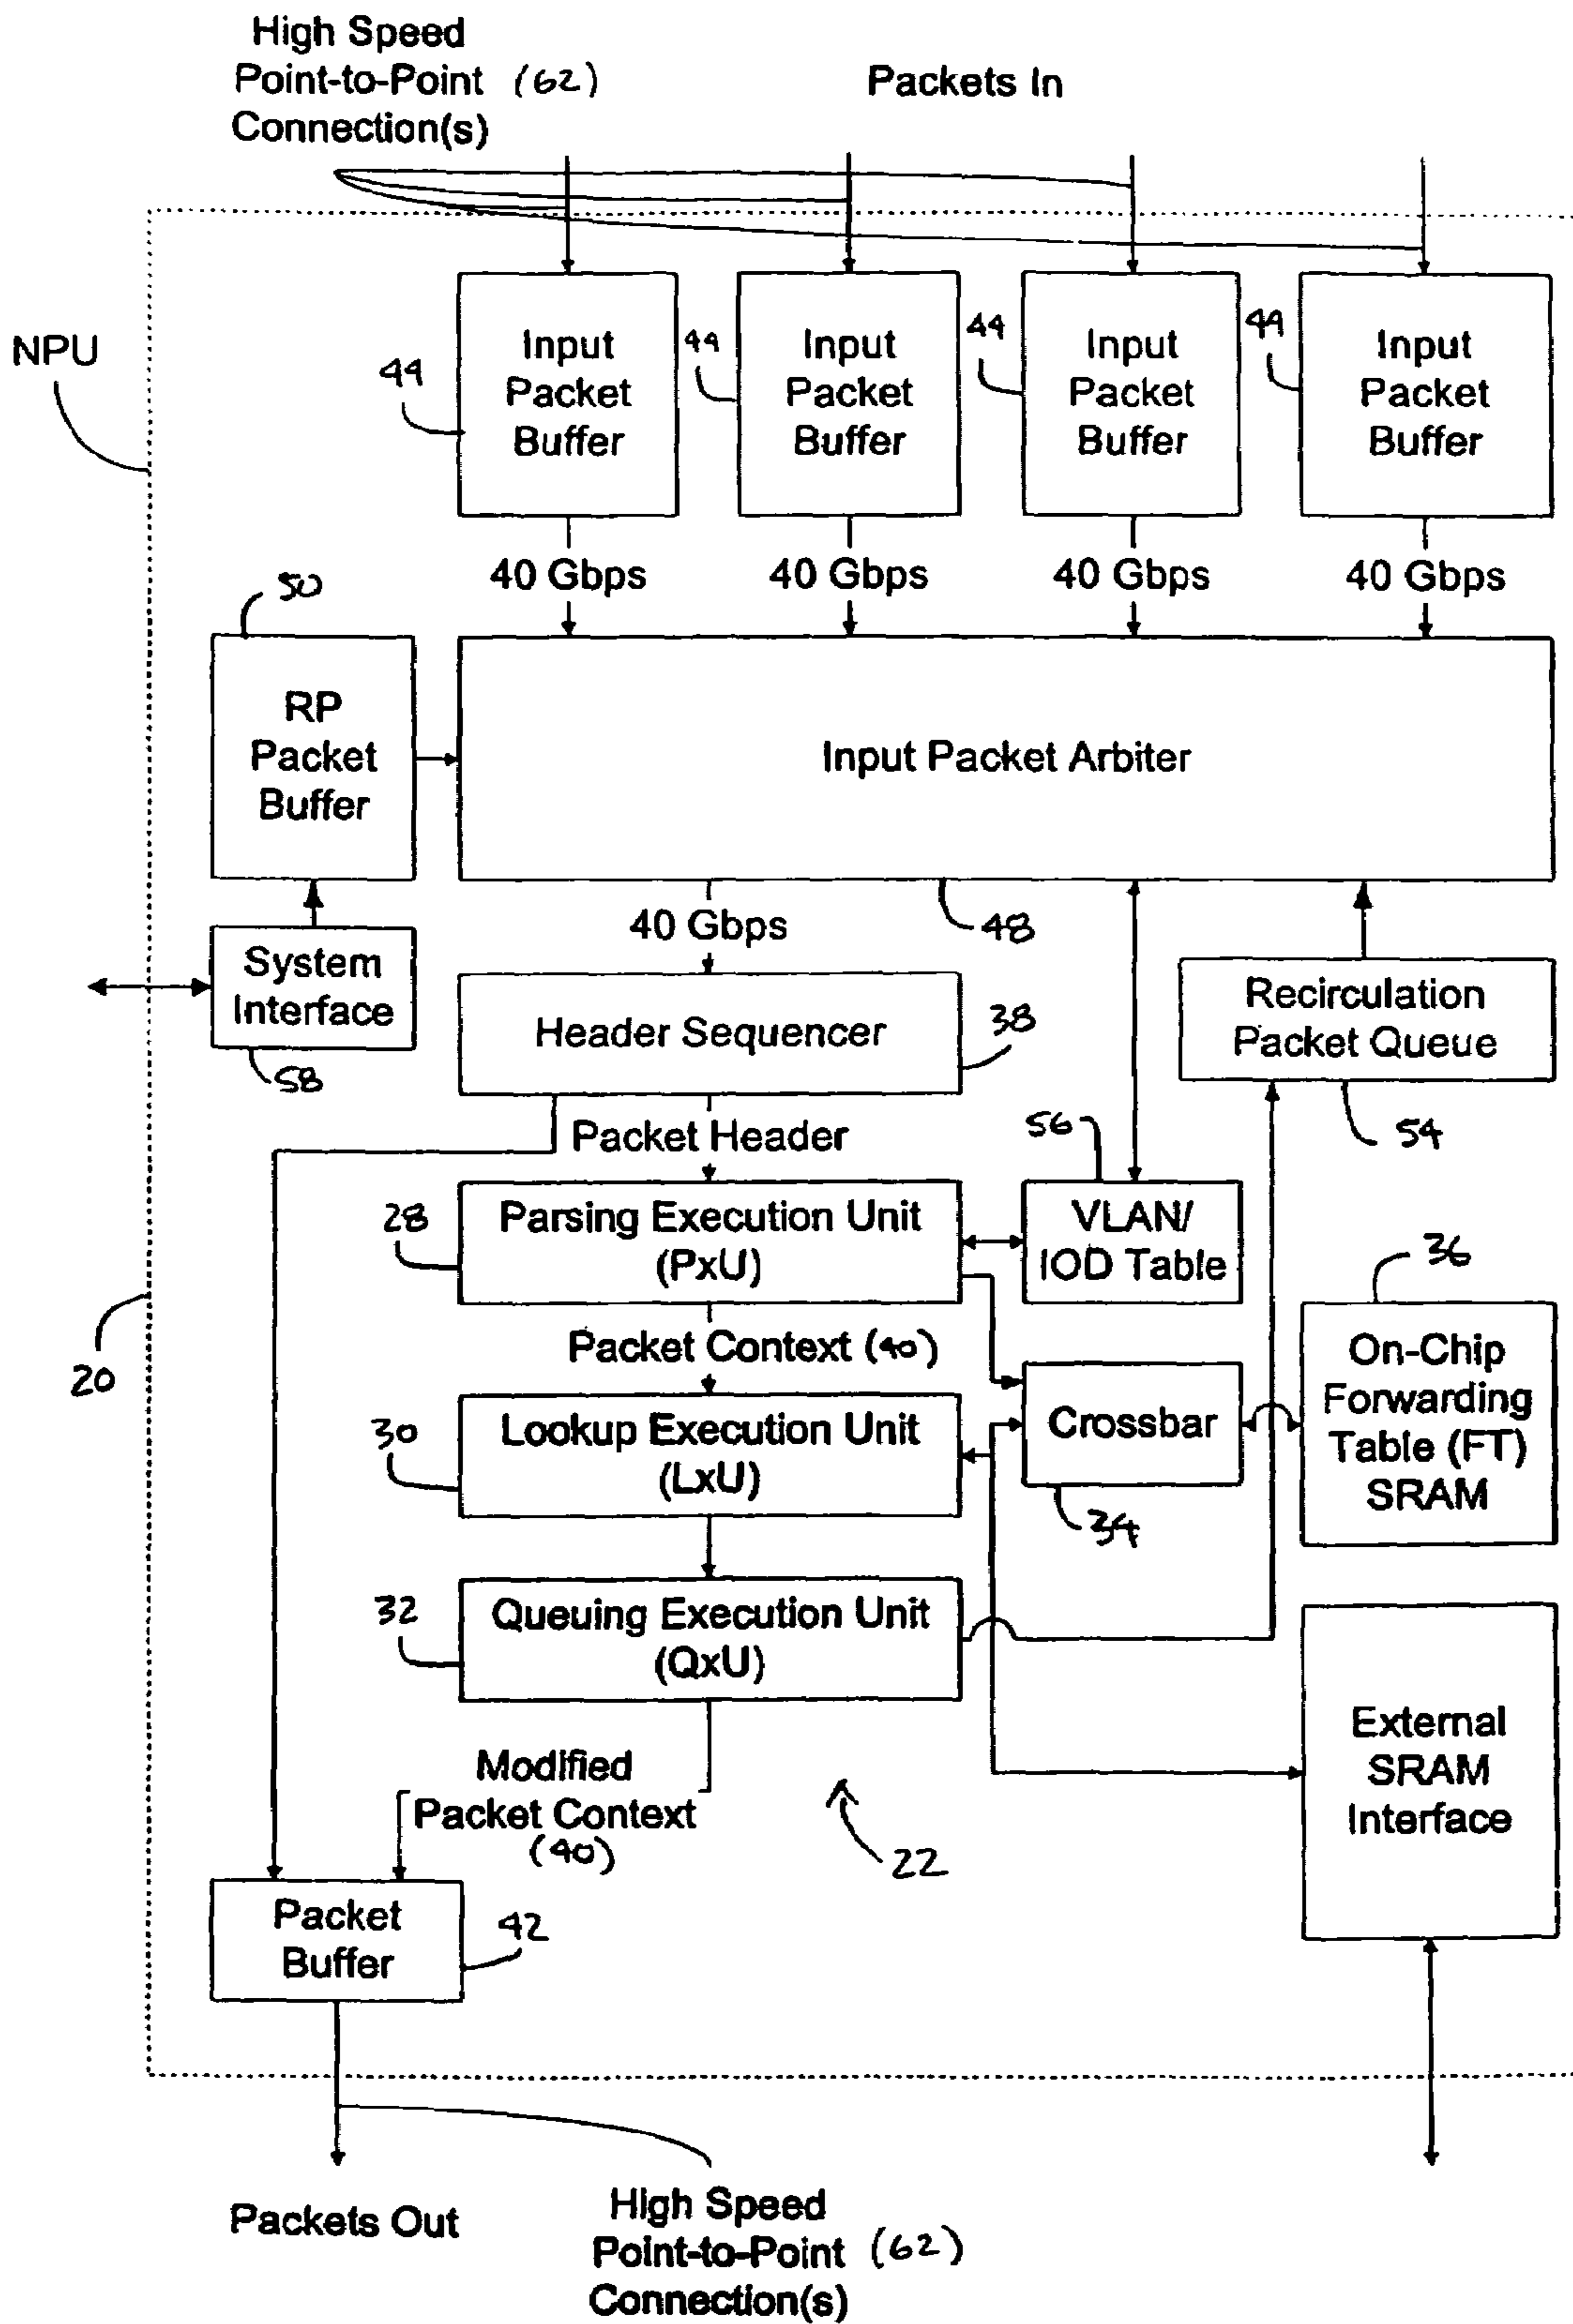 High Speed
Point-to-Point (62)
Connection(s)
Packets In
NPU
44
Input
Packet
Buffer
44
Input
Packet
Buffer
44
Input
Packet
Buffer
44
Input
Packet
Buffer
40 Gbps
40 Gbps
40 Gbps
40 Gbps
50
RP
Packet
Buffer
Input Packet Arbiter
40 Gbps
48
System
Interface
58
Header Sequencer
38
Recirculation
Packet Queue
54
Packet Header
56
28
Parsing Execution Unit
(PxU)
VLAN/
IOD Table
36
20
Packet Context (40)
On-Chip
Forwarding
Table (FT)
SRAM
30
Lookup Execution Unit
(LxU)
Crossbar
34
32
Queuing Execution Unit
(QxU)
External
SRAM
Interface
Modified
Packet Context
(40)
22
Packet
Buffer
42
Packets Out
High Speed
Point-to-Point (62)
Connection(s)